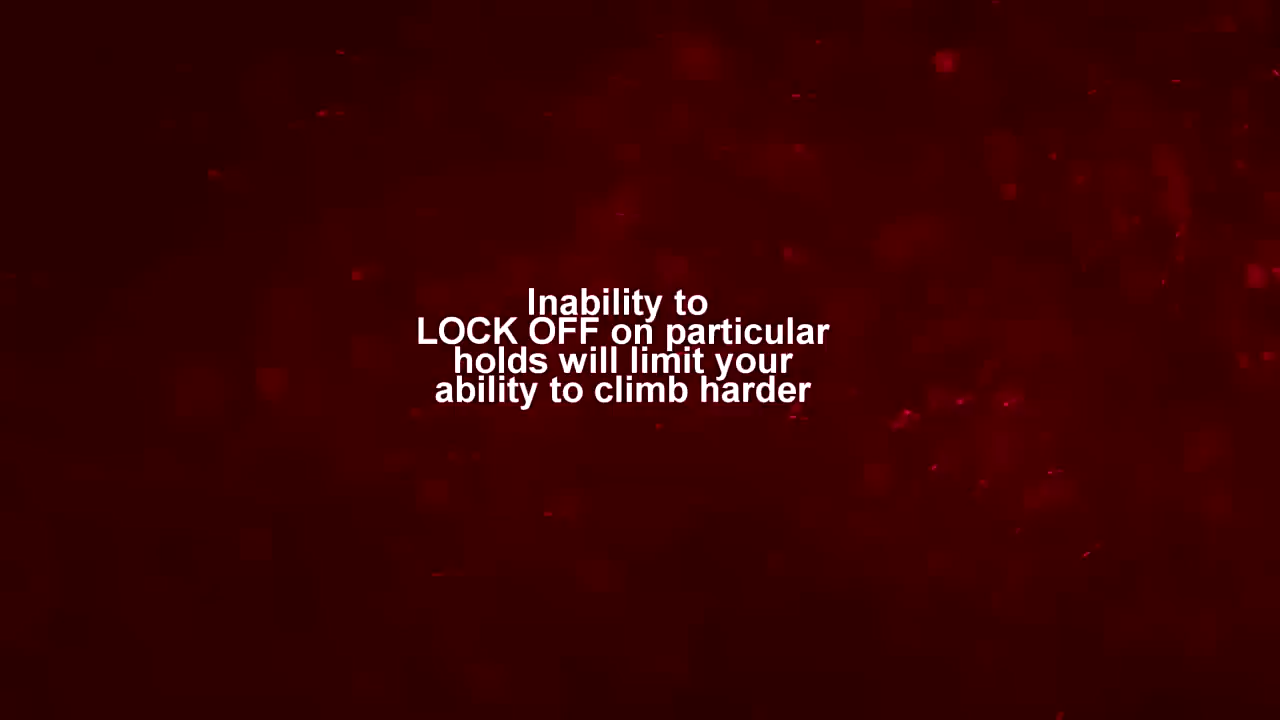 Inability to
LOCK OFF on particular
holds will limit your
ability to climb harder